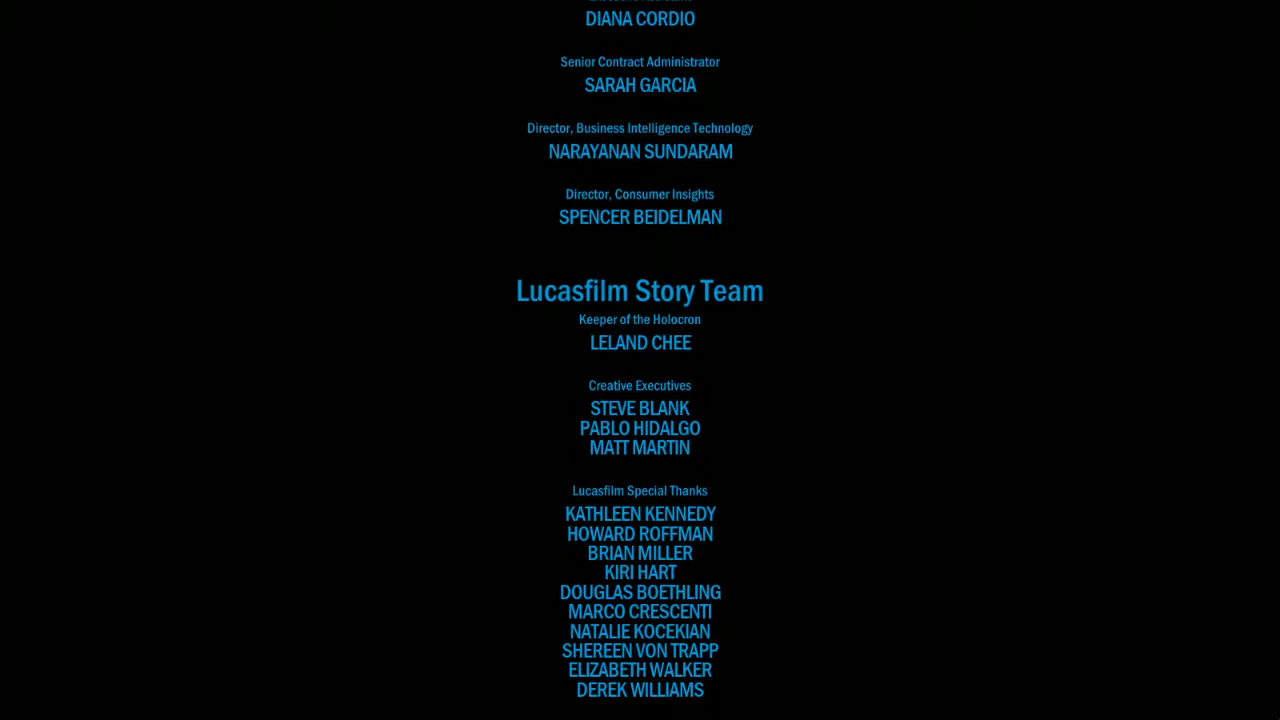 DIANA CORDIO
Senior Contract Administrator
SARAH GARCIA
Director, Business Intelligence Technology
NARAYANAN SUNDARAM
Director, Consumer Insights
SPENCER BEIDELMAN
Lucasfilm Story Team
Keeper of the Holocron
LELAND CHEE
Creative Executives
STEVE BLANK
PABLO HIDALGO
MATT MARTIN
Lucasfilm Special Thanks
KATHLEEN KENNEDY
HOWARD ROFFMAN
BRIAN MILLER
KIRI HART
DOUGLAS BOETHLING
MARCO CRESCENTI
NATALIE KOCEKIAN
SHEREEN VON TRAPP
ELIZABETH WALKER
DEREK WILLIAMS